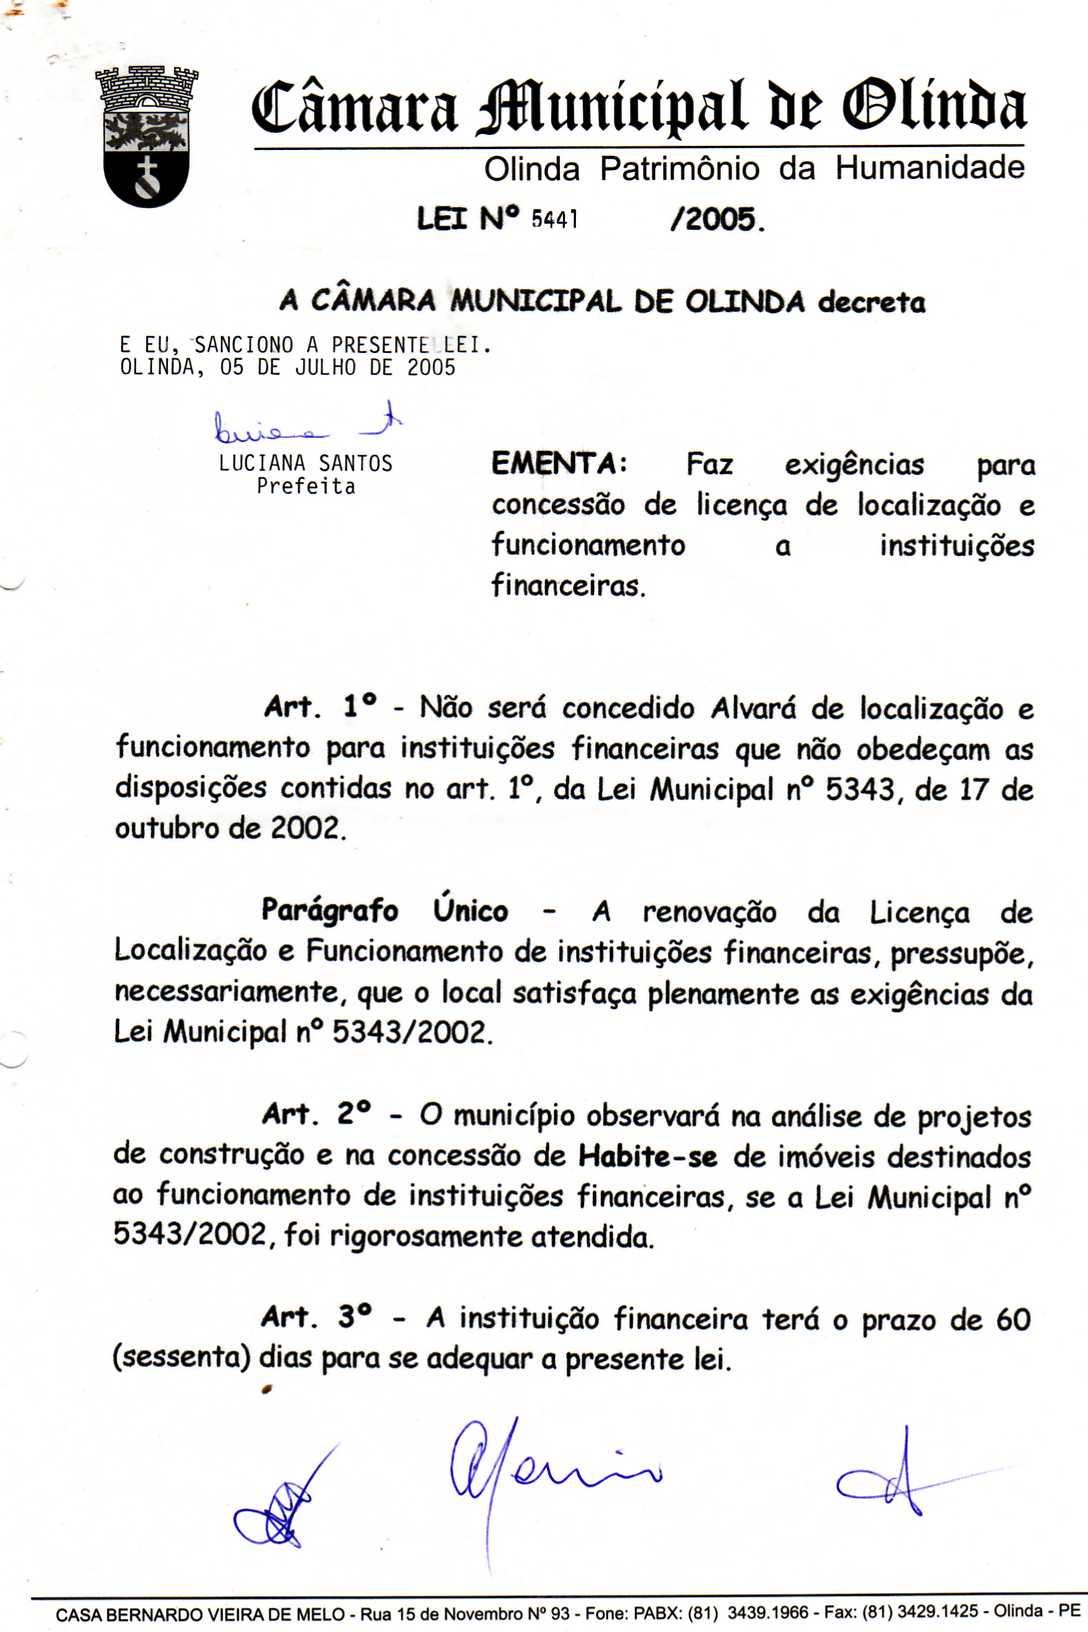 Câmara Municipal de Olinda
Olinda Patrimônio da Humanidade
LEI Nº 5441 /2005.
A CÂMARA MUNICIPAL DE OLINDA decreta
E EU, SANCIONO A PRESENTE LEI.
OLINDA, 05 DE JULHO DE 2005
LUCIANA SANTOS
Prefeita
EMENTA: Faz exigências para
concessão de licença de localização e
funcionamento a instituições
financeiras.
Art. 1º - Não será concedido Alvará de localização e
funcionamento para instituições financeiras que não obedeçam as
disposições contidas no art. 1º, da Lei Municipal nº 5343, de 17 de
outubro de 2002.
Parágrafo Único - A renovação da Licença de
Localização e Funcionamento de instituições financeiras, pressupõe,
necessariamente, que o local satisfaça plenamente as exigências da
Lei Municipal nº 5343/2002.
Art. 2º - O município observará na análise de projetos
de construção e na concessão de Habite-se de imóveis destinados
ao funcionamento de instituições financeiras, se a Lei Municipal nº
5343/2002, foi rigorosamente atendida.
Art. 3º - A instituição financeira terá o prazo de 60
(sessenta) dias para se adequar a presente lei.
CASA BERNARDO VIEIRA DE MELO - Rua 15 de Novembro Nº 93 - Fone: PABX: (81) 3439.1966 - Fax: (81) 3429.1425 - Olinda - PE